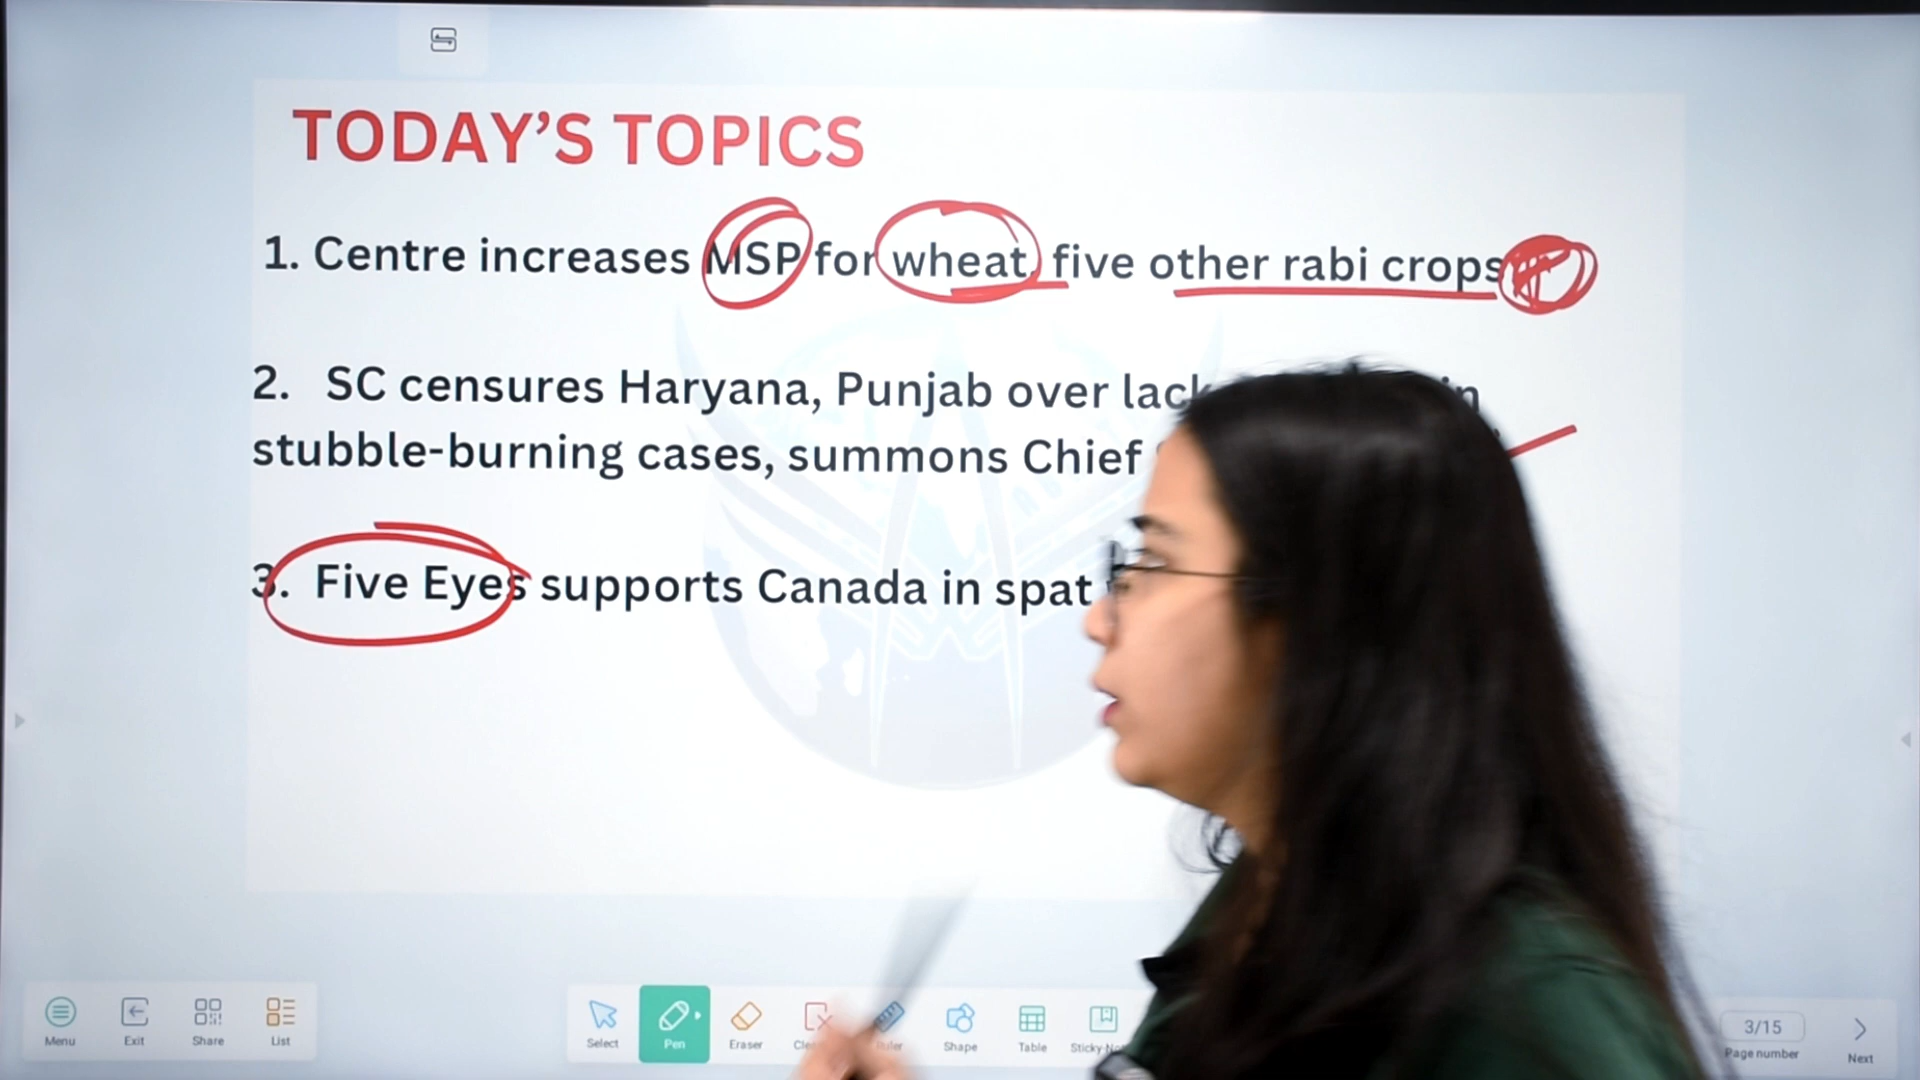 TODAY'S TOPICS
1. Centre increases MSP for wheat, five other rabi crops
2. SC censures Haryana, Punjab over lack in
stubble-burning cases, summons Chief
3. Five Eyes supports Canada in spat
Menu Exit Share List Select Pen Eraser Shape Table
3/15
Page number Next